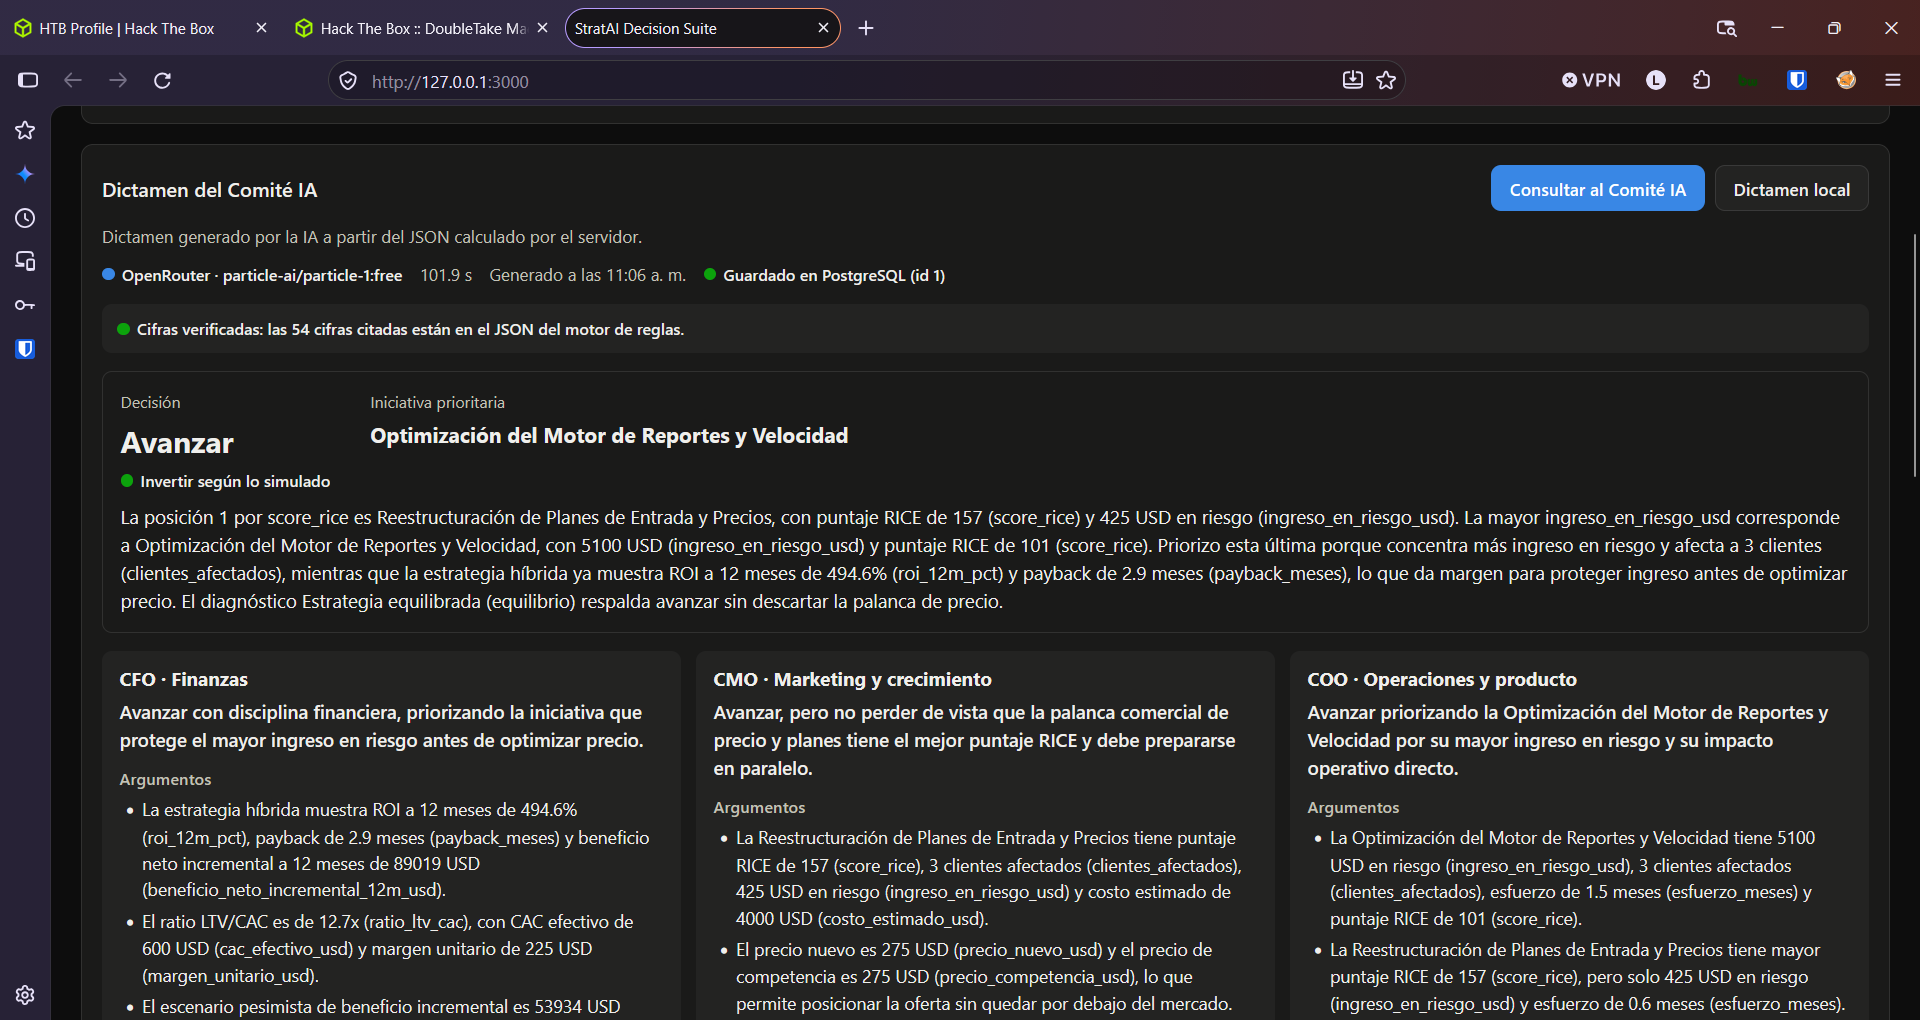 HTB Profile | Hack The Box
Hack The Box :: DoubleTake Ma
StratAI Decision Suite
http://127.0.0.1:3000
VPN
L
Dictamen del Comité IA
Consultar al Comité IA
Dictamen local
Dictamen generado por la IA a partir del JSON calculado por el servidor.
OpenRouter · particle-ai/particle-1:free 101.9 s Generado a las 11:06 a. m. Guardado en PostgreSQL (id 1)
Cifras verificadas: las 54 cifras citadas están en el JSON del motor de reglas.
Decisión
Avanzar
Invertir según lo simulado
Iniciativa prioritaria
Optimización del Motor de Reportes y Velocidad
La posición 1 por score_rice es Reestructuración de Planes de Entrada y Precios, con puntaje RICE de 157 (score_rice) y 425 USD en riesgo (ingreso_en_riesgo_usd). La mayor ingreso_en_riesgo_usd corresponde
a Optimización del Motor de Reportes y Velocidad, con 5100 USD (ingreso_en_riesgo_usd) y puntaje RICE de 101 (score_rice). Priorizo esta última porque concentra más ingreso en riesgo y afecta a 3 clientes
(clientes_afectados), mientras que la estrategia híbrida ya muestra ROI a 12 meses de 494.6% (roi_12m_pct) y payback de 2.9 meses (payback_meses), lo que da margen para proteger ingreso antes de optimizar
precio. El diagnóstico Estrategia equilibrada (equilibrio) respalda avanzar sin descartar la palanca de precio.
CFO · Finanzas
Avanzar con disciplina financiera, priorizando la iniciativa que
protege el mayor ingreso en riesgo antes de optimizar precio.
Argumentos
• La estrategia híbrida muestra ROI a 12 meses de 494.6%
(roi_12m_pct), payback de 2.9 meses (payback_meses) y beneficio
neto incremental a 12 meses de 89019 USD
(beneficio_neto_incremental_12m_usd).
• El ratio LTV/CAC es de 12.7x (ratio_ltv_cac), con CAC efectivo de
600 USD (cac_efectivo_usd) y margen unitario de 225 USD
(margen_unitario_usd).
• El escenario pesimista de beneficio incremental es 53934 USD
CMO · Marketing y crecimiento
Avanzar, pero no perder de vista que la palanca comercial de
precio y planes tiene el mejor puntaje RICE y debe prepararse
en paralelo.
Argumentos
• La Reestructuración de Planes de Entrada y Precios tiene puntaje
RICE de 157 (score_rice), 3 clientes afectados (clientes_afectados),
425 USD en riesgo (ingreso_en_riesgo_usd) y costo estimado de
4000 USD (costo_estimado_usd).
• El precio nuevo es 275 USD (precio_nuevo_usd) y el precio de
competencia es 275 USD (precio_competencia_usd), lo que
permite posicionar la oferta sin quedar por debajo del mercado.
COO · Operaciones y producto
Avanzar priorizando la Optimización del Motor de Reportes y
Velocidad por su mayor ingreso en riesgo y su impacto
operativo directo.
Argumentos
• La Optimización del Motor de Reportes y Velocidad tiene 5100
USD en riesgo (ingreso_en_riesgo_usd), 3 clientes afectados
(clientes_afectados), esfuerzo de 1.5 meses (esfuerzo_meses) y
puntaje RICE de 101 (score_rice).
• La Reestructuración de Planes de Entrada y Precios tiene mayor
puntaje RICE de 157 (score_rice), pero solo 425 USD en riesgo
(ingreso_en_riesgo_usd) y esfuerzo de 0.6 meses (esfuerzo_meses).